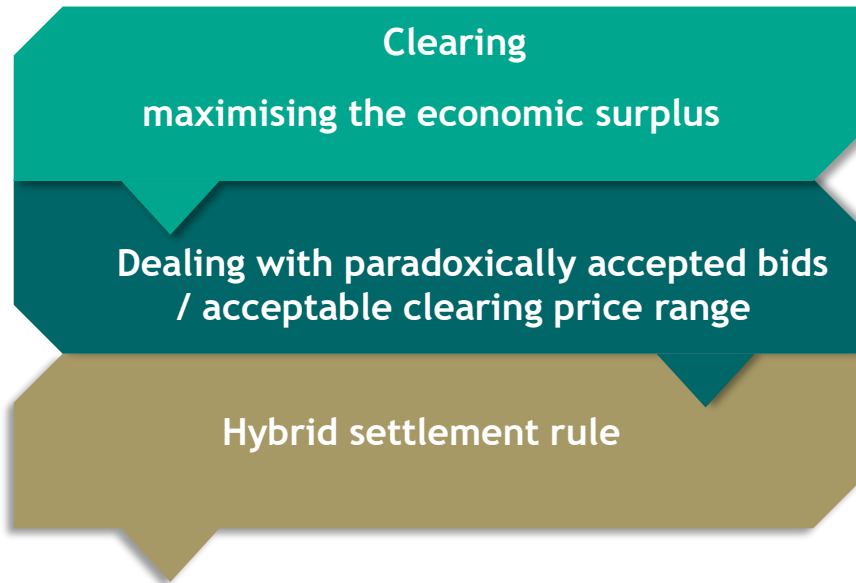 Clearing
maximising the economic surplus
Dealing with paradoxically accepted bids
/ acceptable clearing price range
Hybrid settlement rule